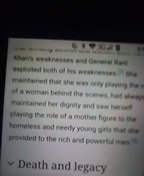 Khan's weaknesses and General Rani
exploited both of his weaknesses. She
maintained that she was only playing the
of a woman behind the scenes, had always
maintained her dignity and saw herself
playing the role of a mother figure to the
homeless and needy young girls that she
provided to the rich and powerful men.
Death and legacy